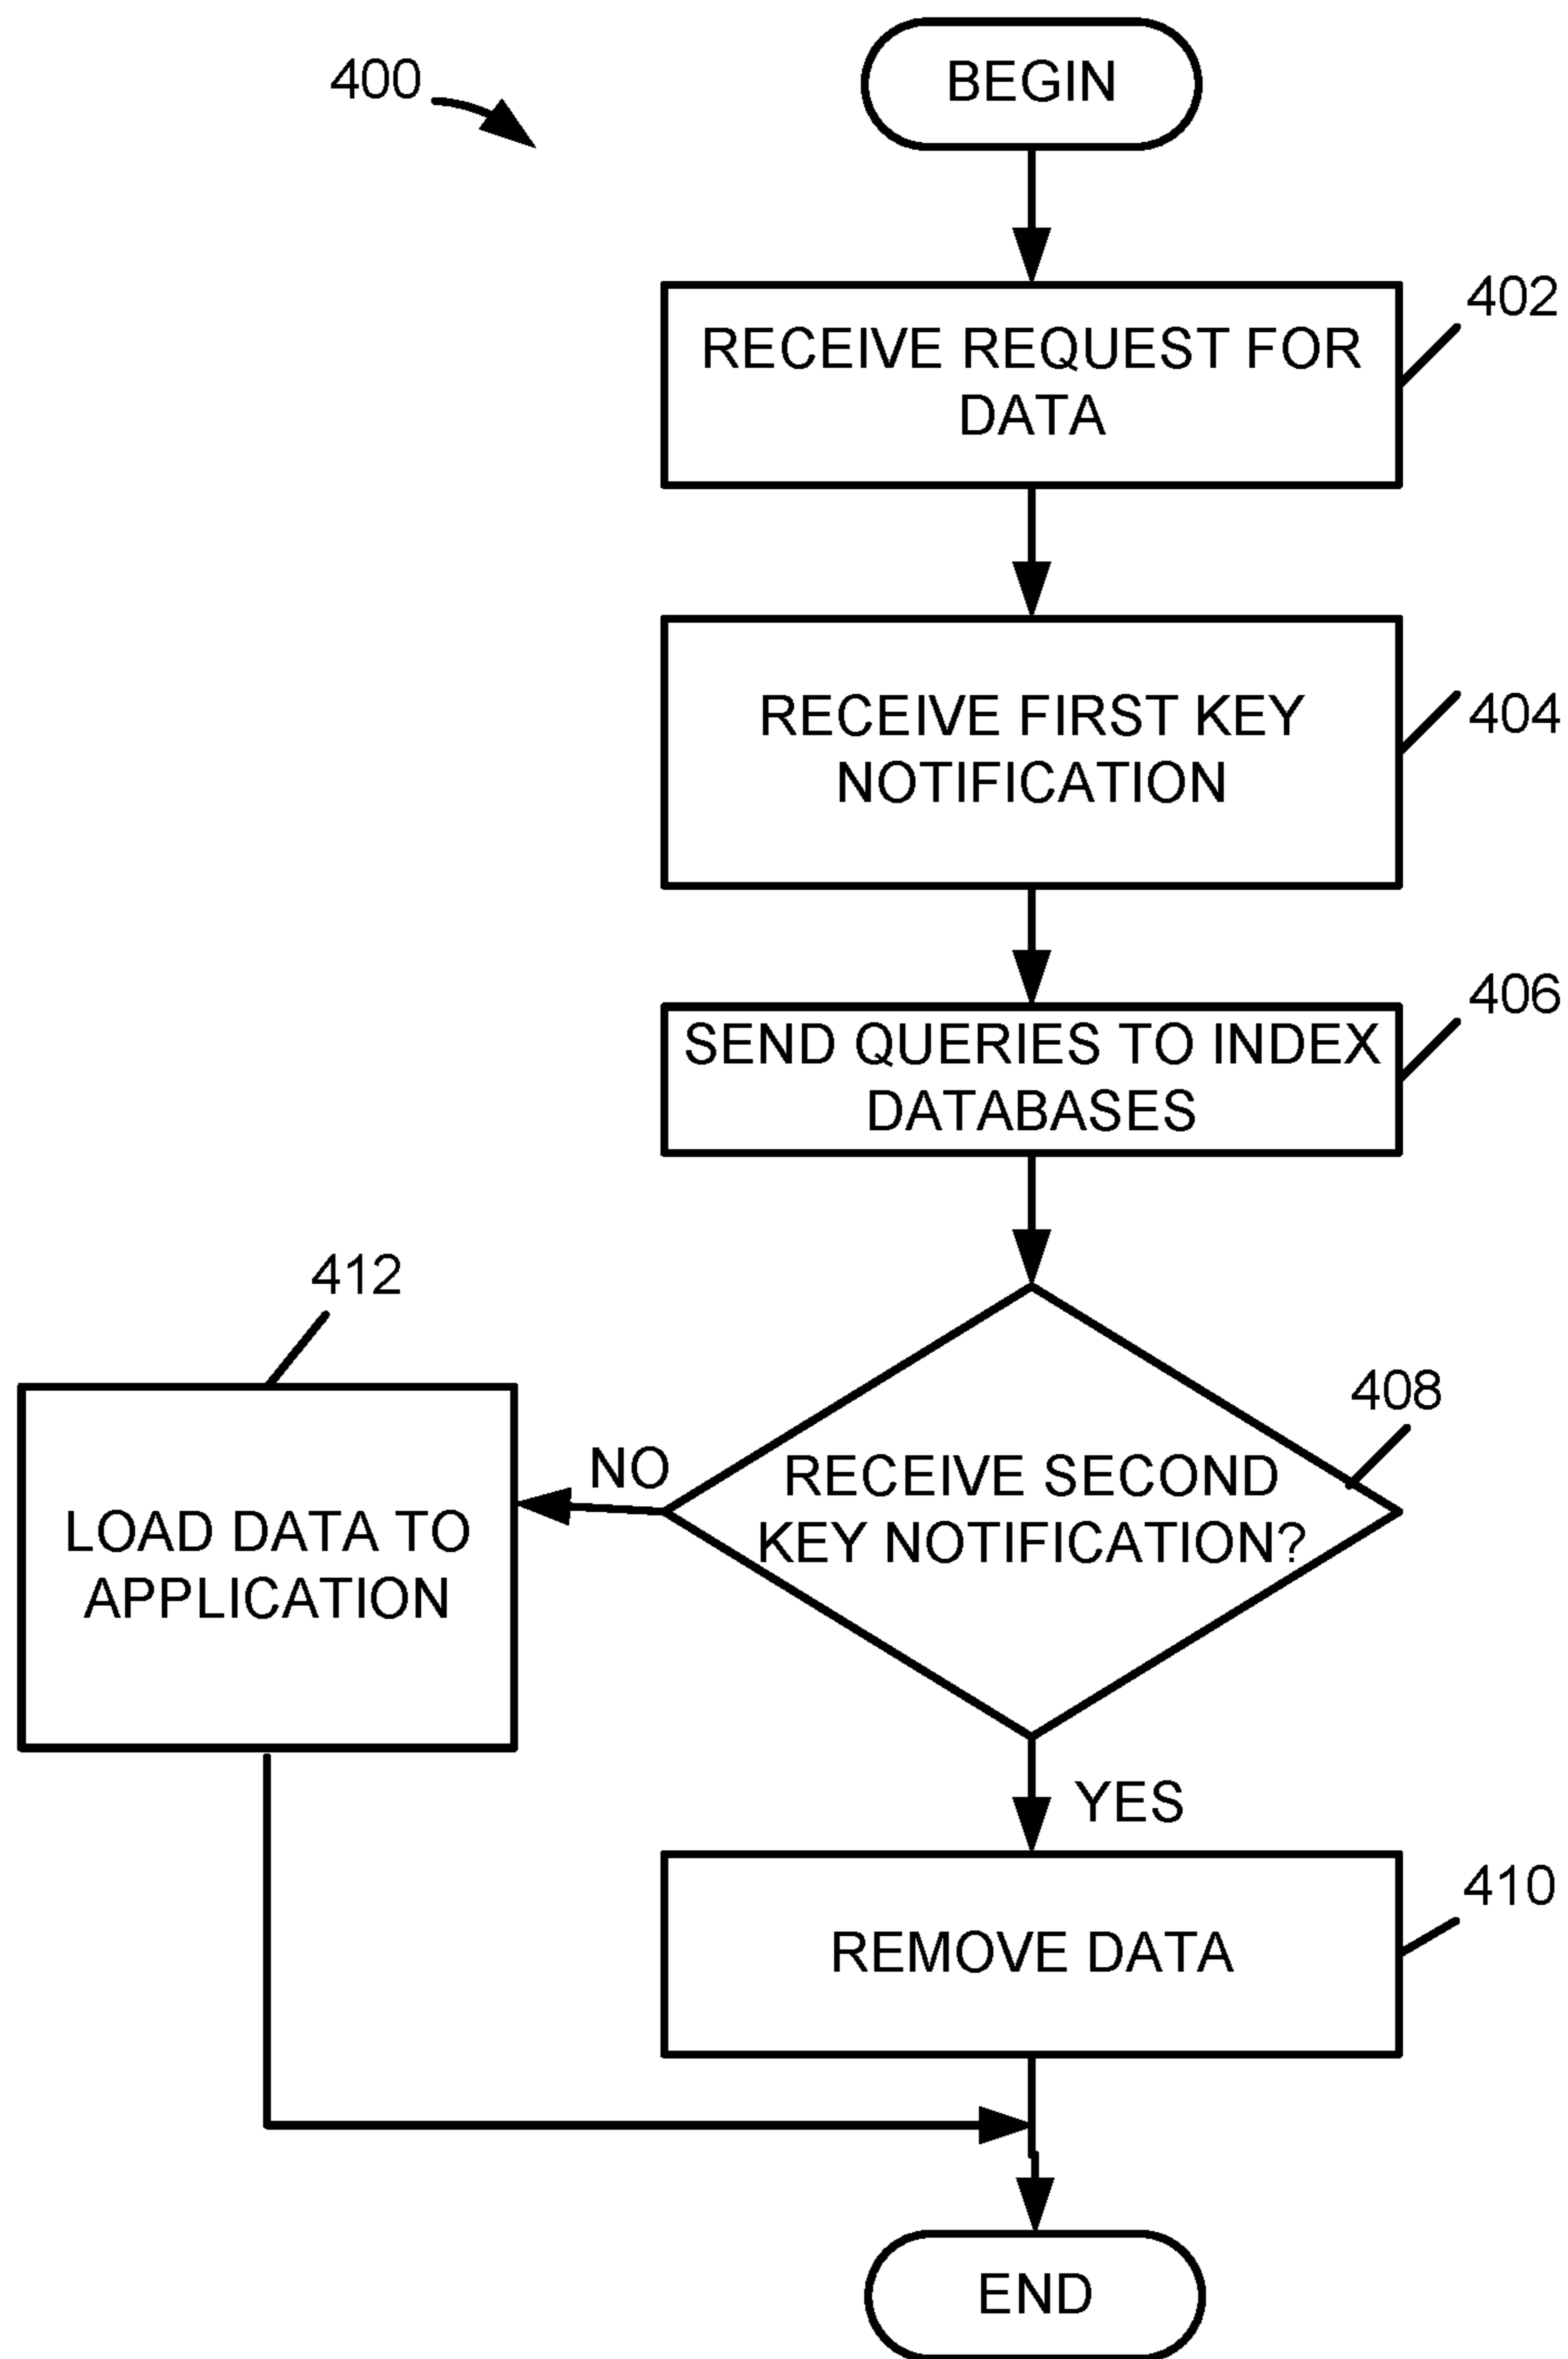 400
BEGIN
402
RECEIVE REQUEST FOR
DATA
404
RECEIVE FIRST KEY
NOTIFICATION
406
SEND QUERIES TO INDEX
DATABASES
412
408
NO
RECEIVE SECOND
KEY NOTIFICATION?
LOAD DATA TO
APPLICATION
YES
410
REMOVE DATA
END